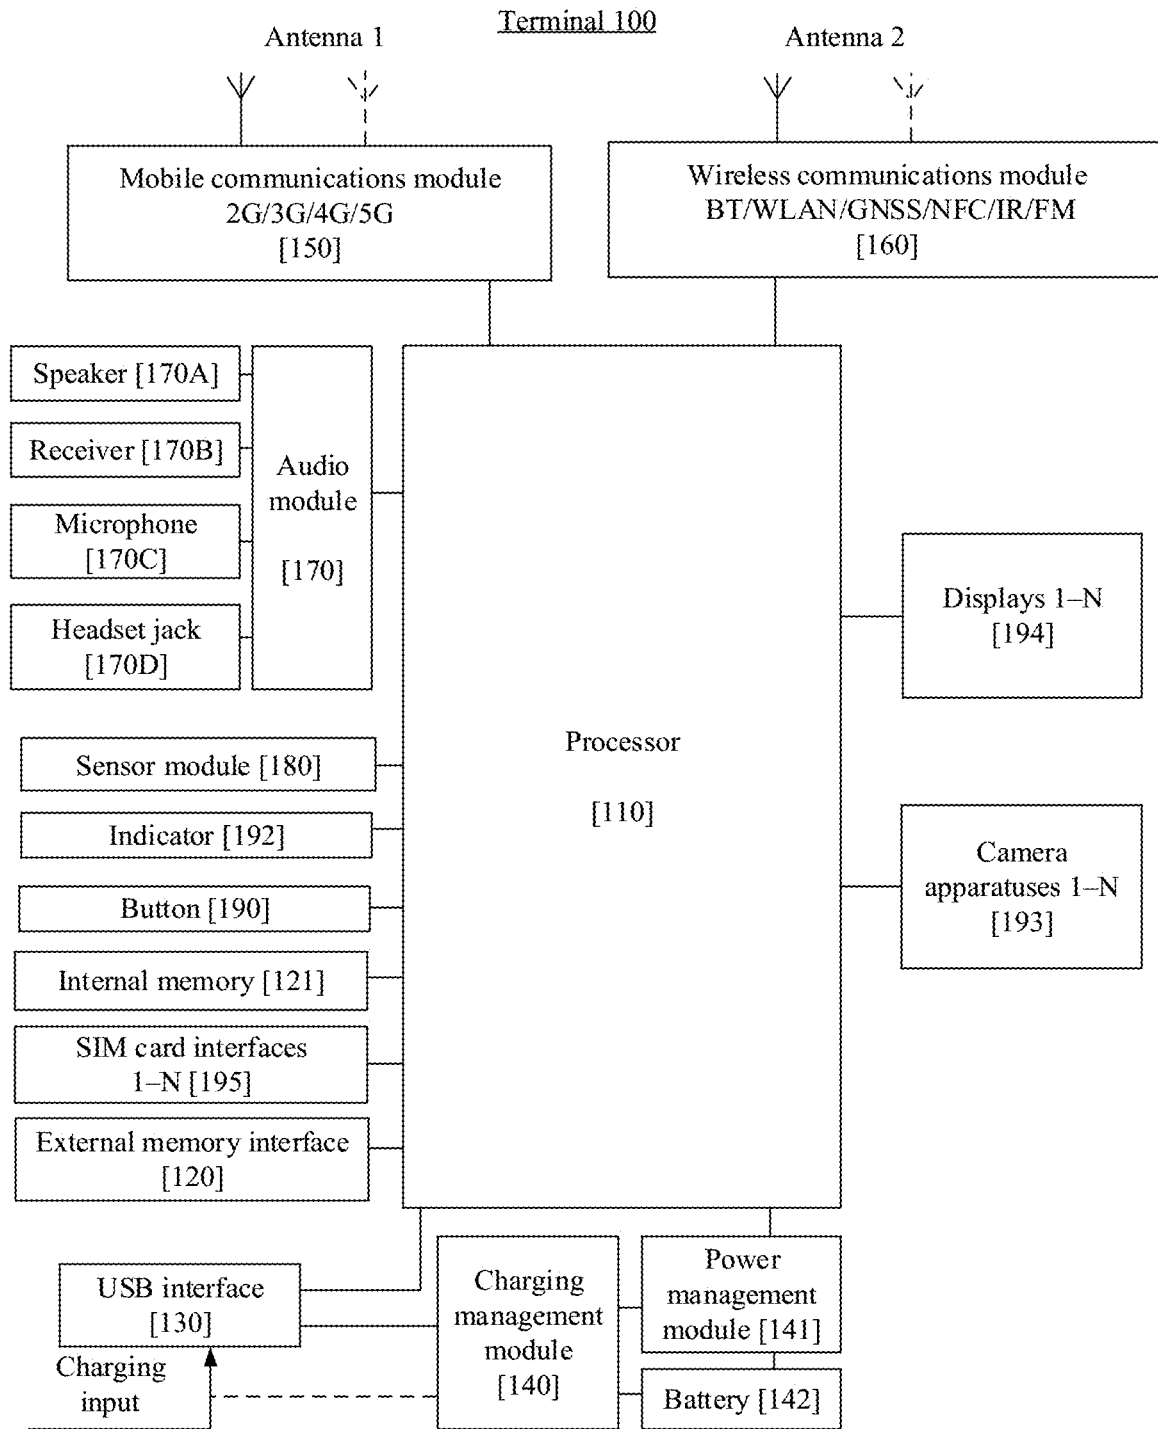 Terminal 100
Antenna 1
Antenna 2
Mobile communications module
2G/3G/4G/5G
[150]
Wireless communications module
BT/WLAN/GNSS/NFC/IR/FM
[160]
Speaker [170A]
Receiver [170B]
Microphone
[170C]
Headset jack
[170D]
Audio
module
[170]
Sensor module [180]
Indicator [192]
Button [190]
Internal memory [121]
SIM card interfaces
1–N [195]
External memory interface
[120]
Processor
[110]
Displays 1–N
[194]
Camera
apparatuses 1–N
[193]
USB interface
[130]
Charging
input
Charging
management
module
[140]
Power
management
module [141]
Battery [142]